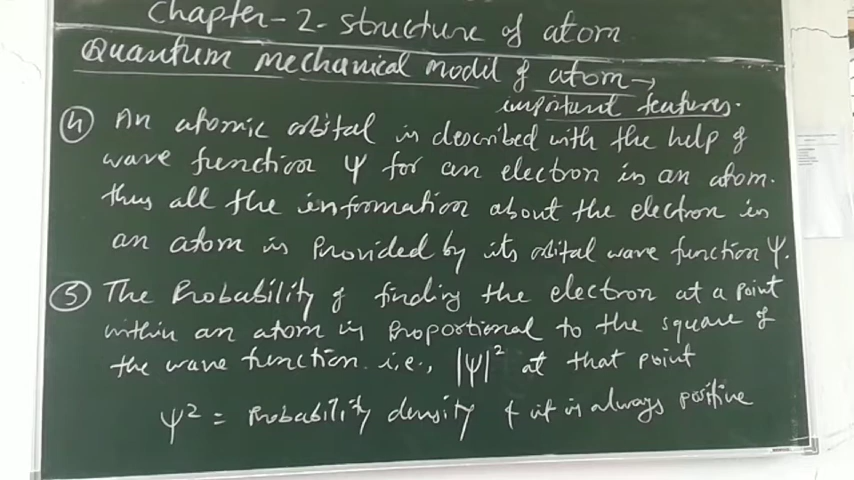 Chapter-2- structure of atom
Quantum mechanical model of atom→
important features.
④ An atomic orbital is described with the help of
wave function Ψ for an electron in an atom.
thus all the information about the electron in
an atom is Provided by its orbital wave function Ψ.
⑤ The Probability of finding the electron at a point
within an atom is proportional to the square of
the wave function. i.e., |Ψ|² at that point
Ψ² = Probability density & it is always positive